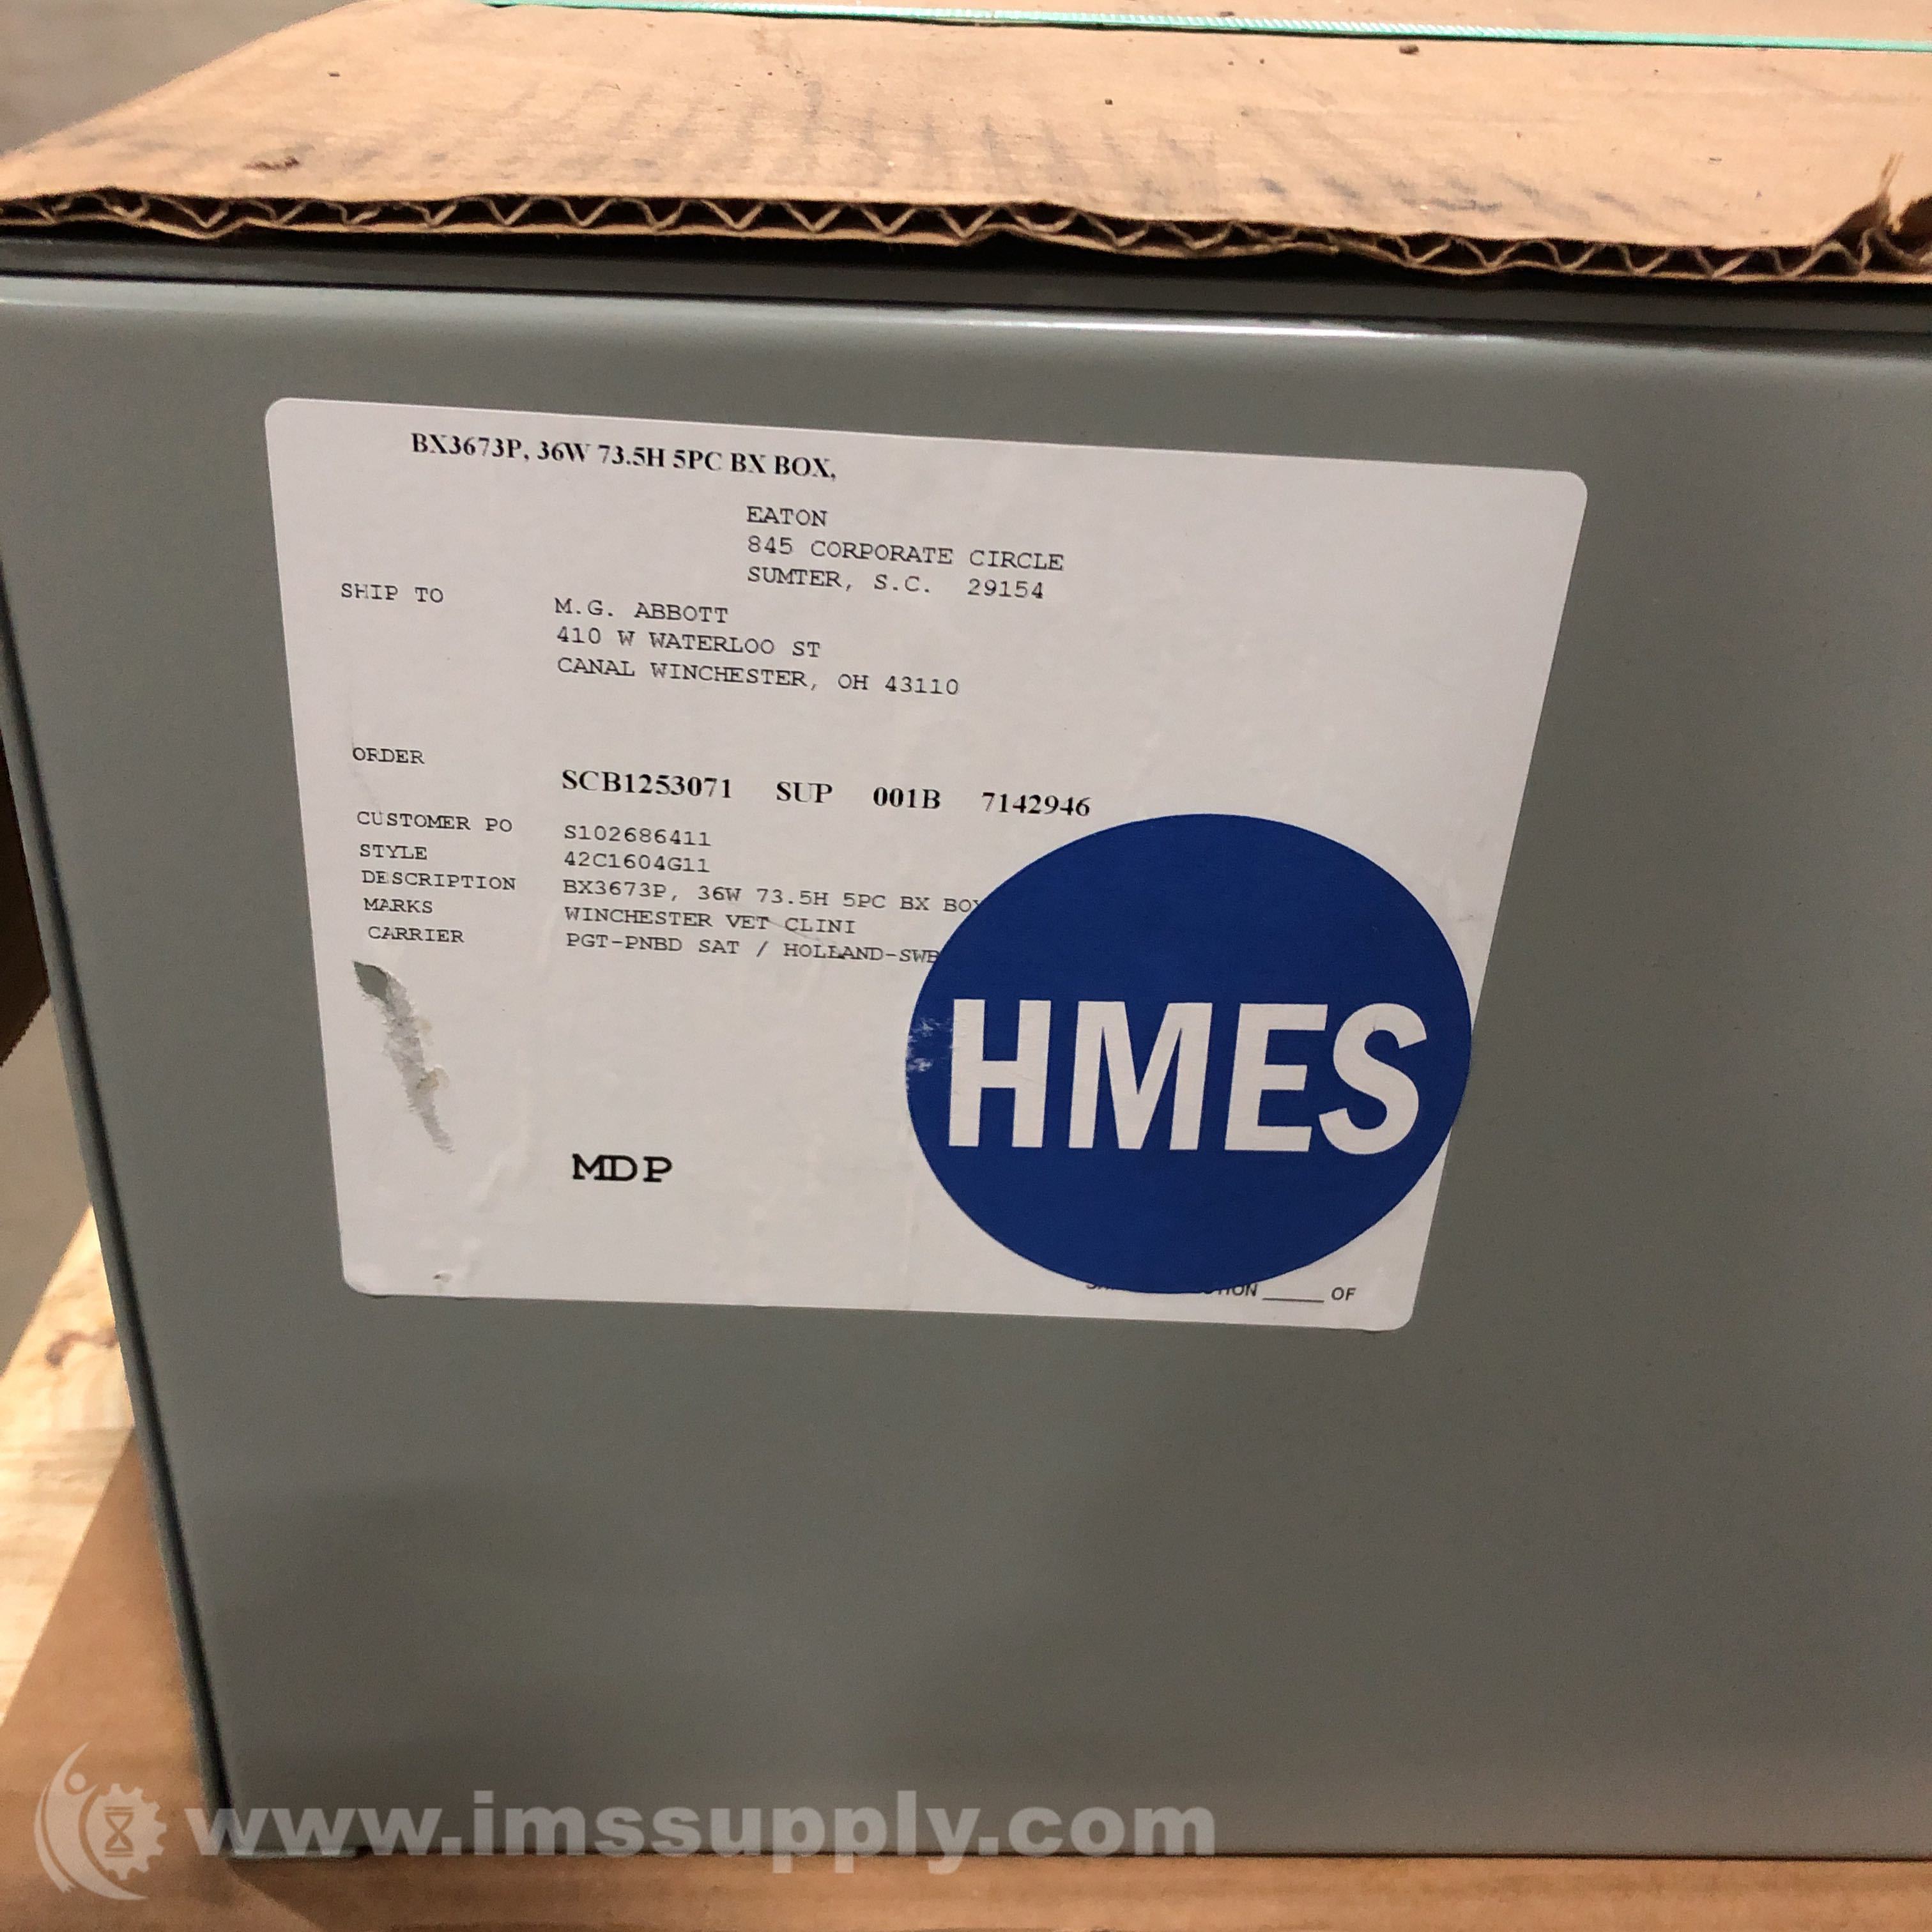 BX3673P, 36W 73.5H 5PC BX BOX,
EATON
845 CORPORATE CIRCLE
SUMTER, S.C. 29154
SHIP TO
M.G. ABBOTT
410 W WATERLOO ST
CANAL WINCHESTER, OH 43110
ORDER
SCB1253071 SUP 001B 7142946
CUSTOMER PO S102686411
STYLE 42C1604G11
DESCRIPTION BX3673P, 36W 73.5H 5PC BX BOX
MARKS WINCHESTER VET CLINI
CARRIER PGT-PNBD SAT / HOLLAND-SWB
HMES
MDP
OF
www.imssupply.com